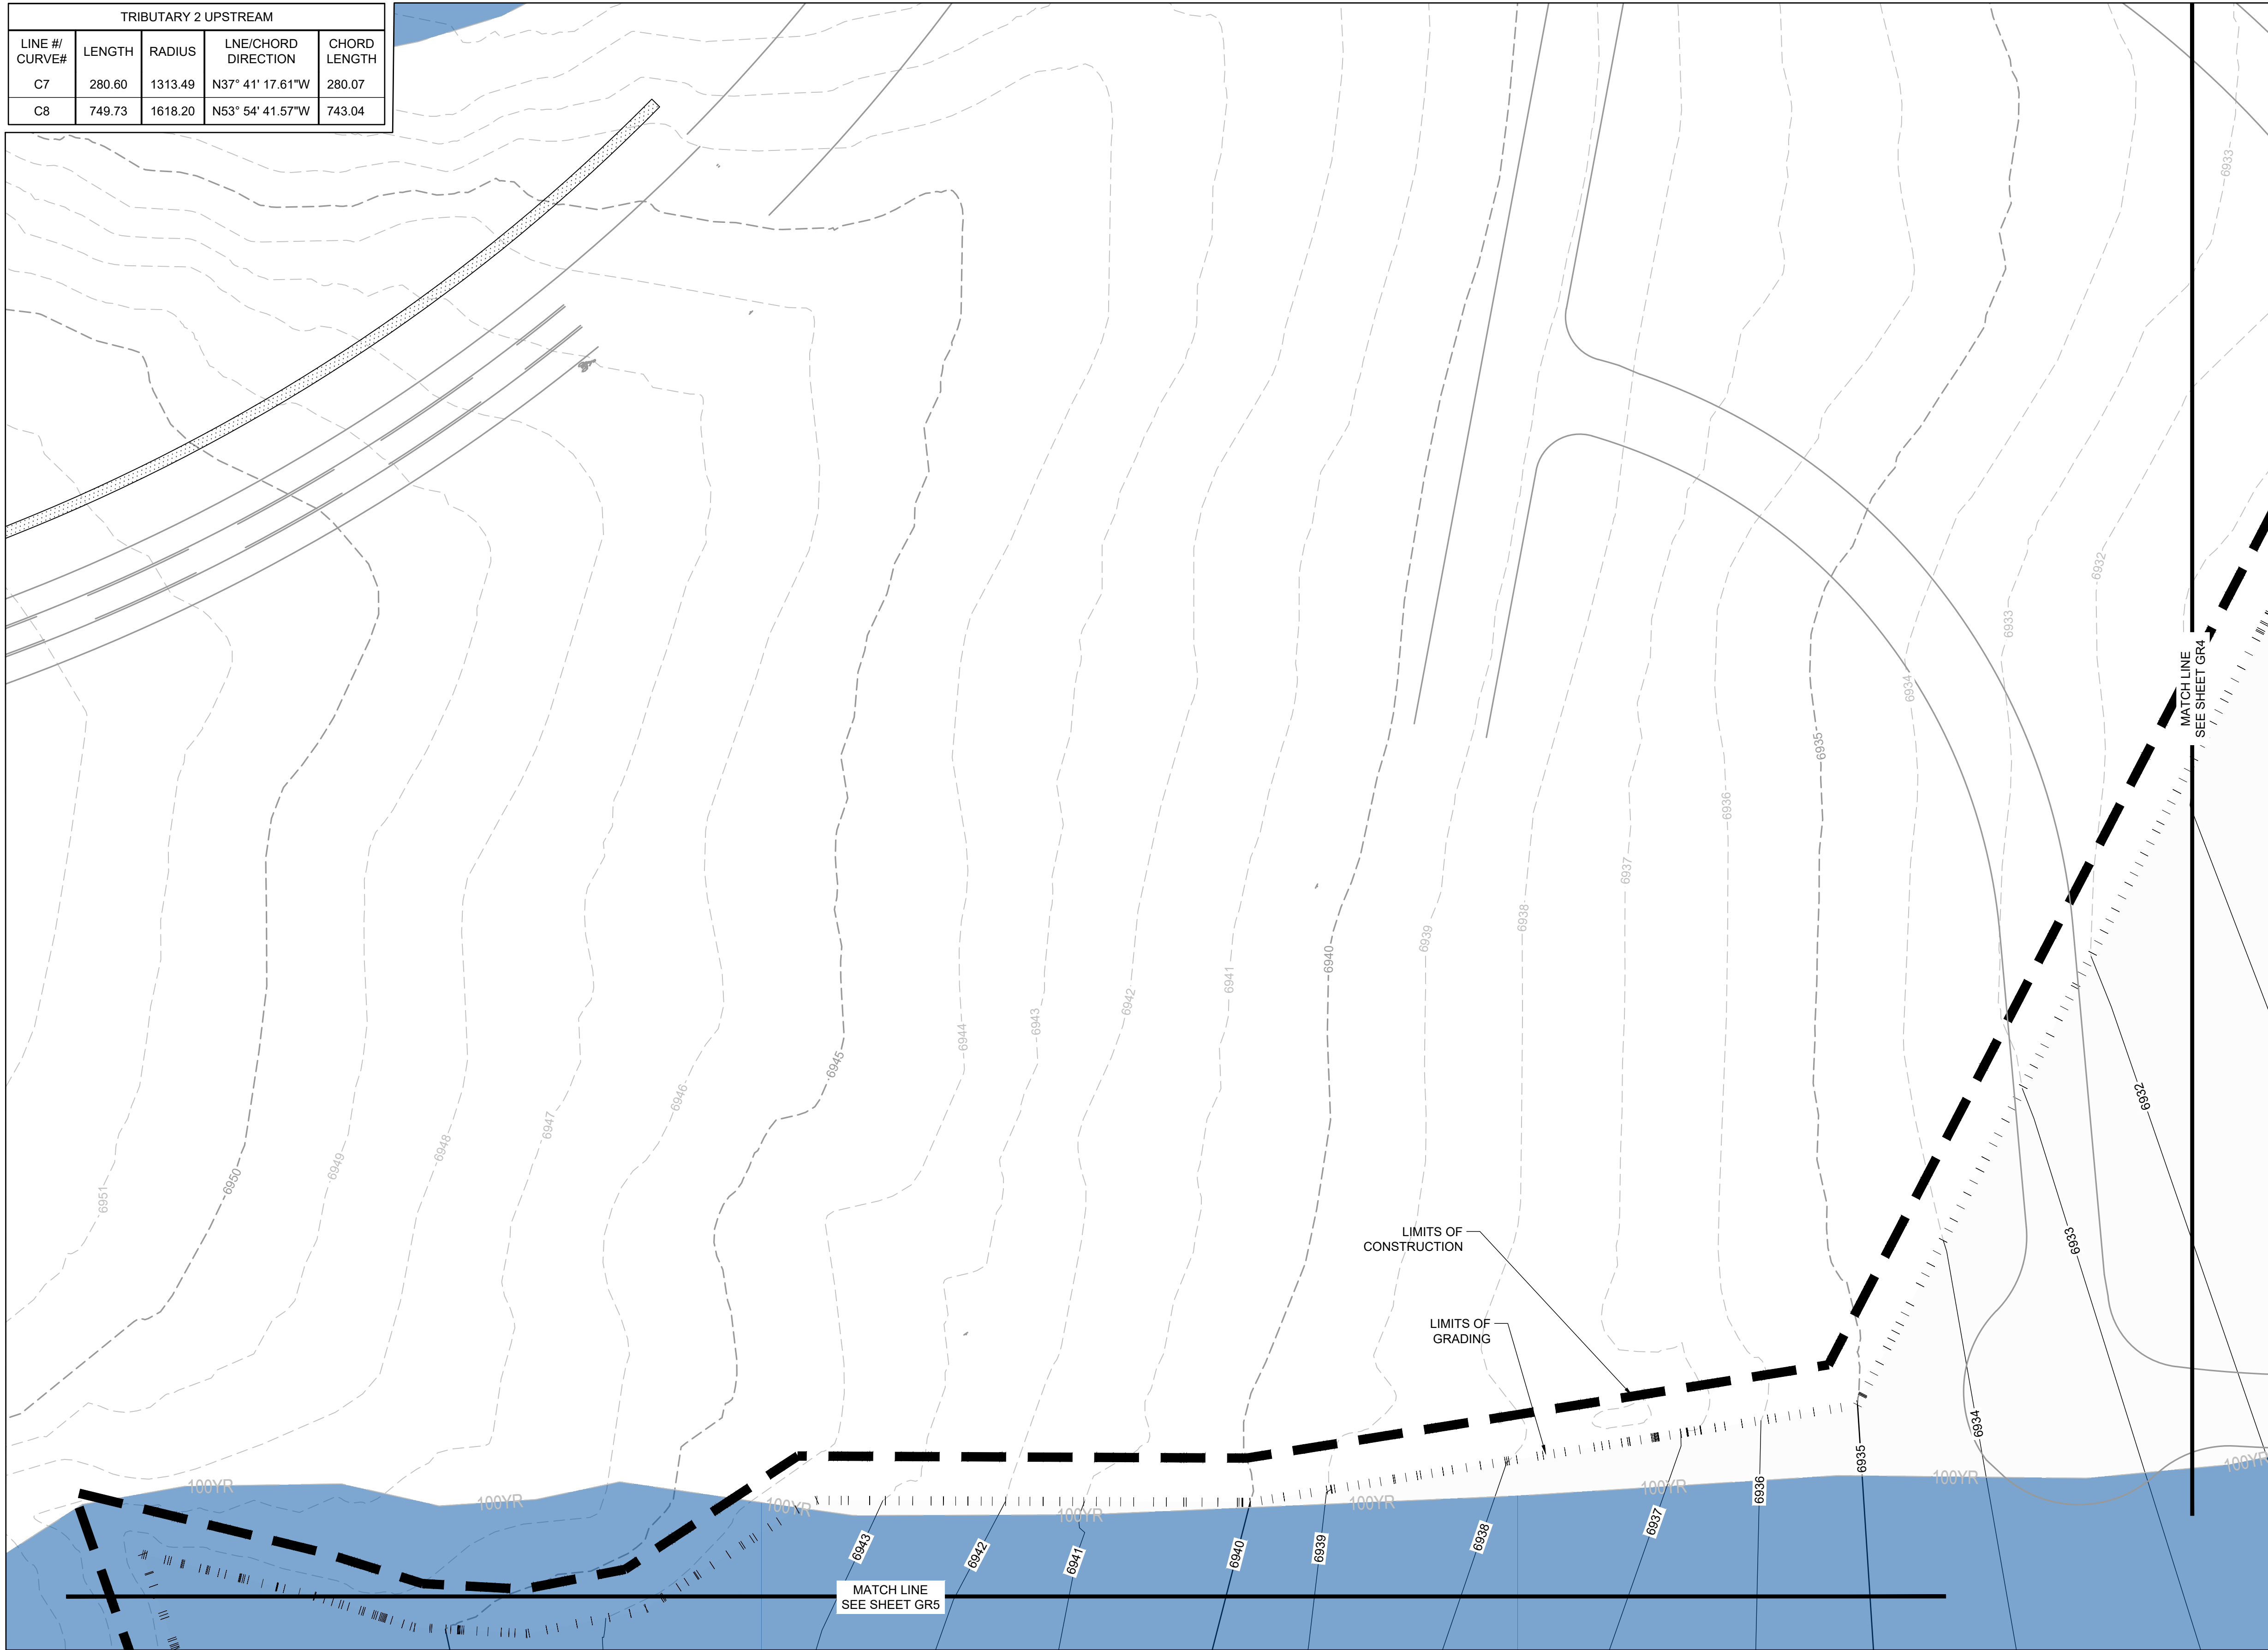 TRIBUTARY 2 UPSTREAM
LINE #/ CURVE# LENGTH RADIUS LNE/CHORD DIRECTION CHORD LENGTH
C7 280.60 1313.49 N37° 41' 17.61"W 280.07
C8 749.73 1618.20 N53° 54' 41.57"W 743.04
6933
6932
6933
MATCH LINE
SEE SHEET GR4
6934
6935
6936
6937
6938
6939
6940
6941
6942
6943
6944
6945
6946
6947
6948
6949
6950
6951
6932
6933
LIMITS OF
CONSTRUCTION
LIMITS OF
GRADING
6934
6935
6936
6937
6938
6939
6940
6941
6942
6943
100YR
100YR
100YR
100YR
100YR
100YR
100YR
100YR
MATCH LINE
SEE SHEET GR5